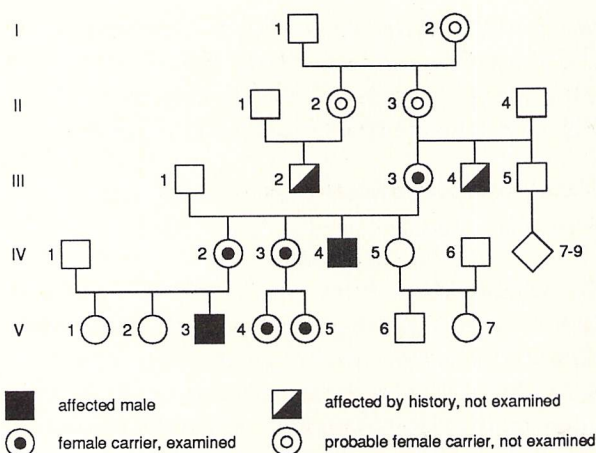 I 1 2
II 1 2 3 4
III 1 2 3 4 5
IV 1 2 3 4 5 6 7-9
V 1 2 3 4 5 6 7
affected male affected by history, not examined
female carrier, examined probable female carrier, not examined